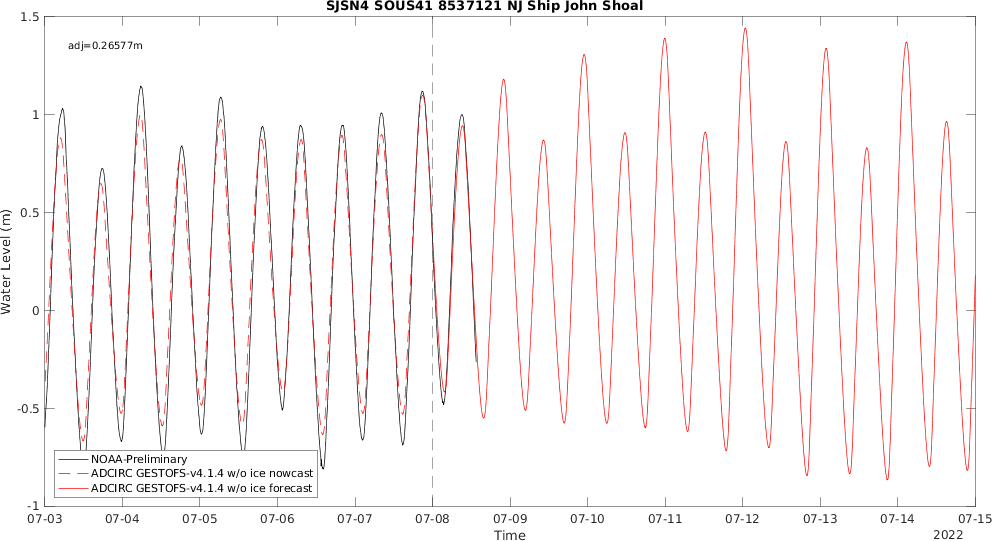 SJSN4 SOUS41 8537121 NJ Ship John Shoal
adj=0.26577m
1.5
1
0.5
0
-0.5
-1
Water Level (m)
NOAA-Preliminary
ADCIRC GESTOFS-v4.1.4 w/o ice nowcast
ADCIRC GESTOFS-v4.1.4 w/o ice forecast
07-03 07-04 07-05 07-06 07-07 07-08 07-09 07-10 07-11 07-12 07-13 07-14 07-15
Time
2022